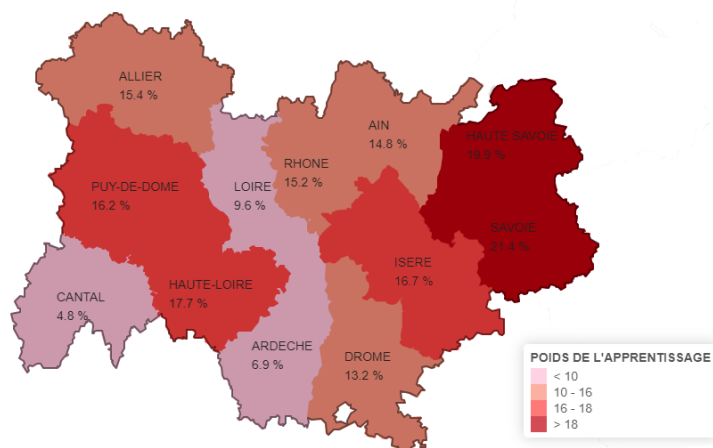 ALLIER
15.4 %
AIN
14.8 %
HAUTE-SAVOIE
19.9 %
RHONE
15.2 %
PUY-DE-DOME
16.2 %
LOIRE
9.6 %
SAVOIE
21.4 %
ISERE
16.7 %
HAUTE-LOIRE
17.7 %
CANTAL
4.8 %
ARDECHE
6.9 %
DROME
13.2 %
POIDS DE L'APPRENTISSAGE
< 10
10 - 16
16 - 18
> 18